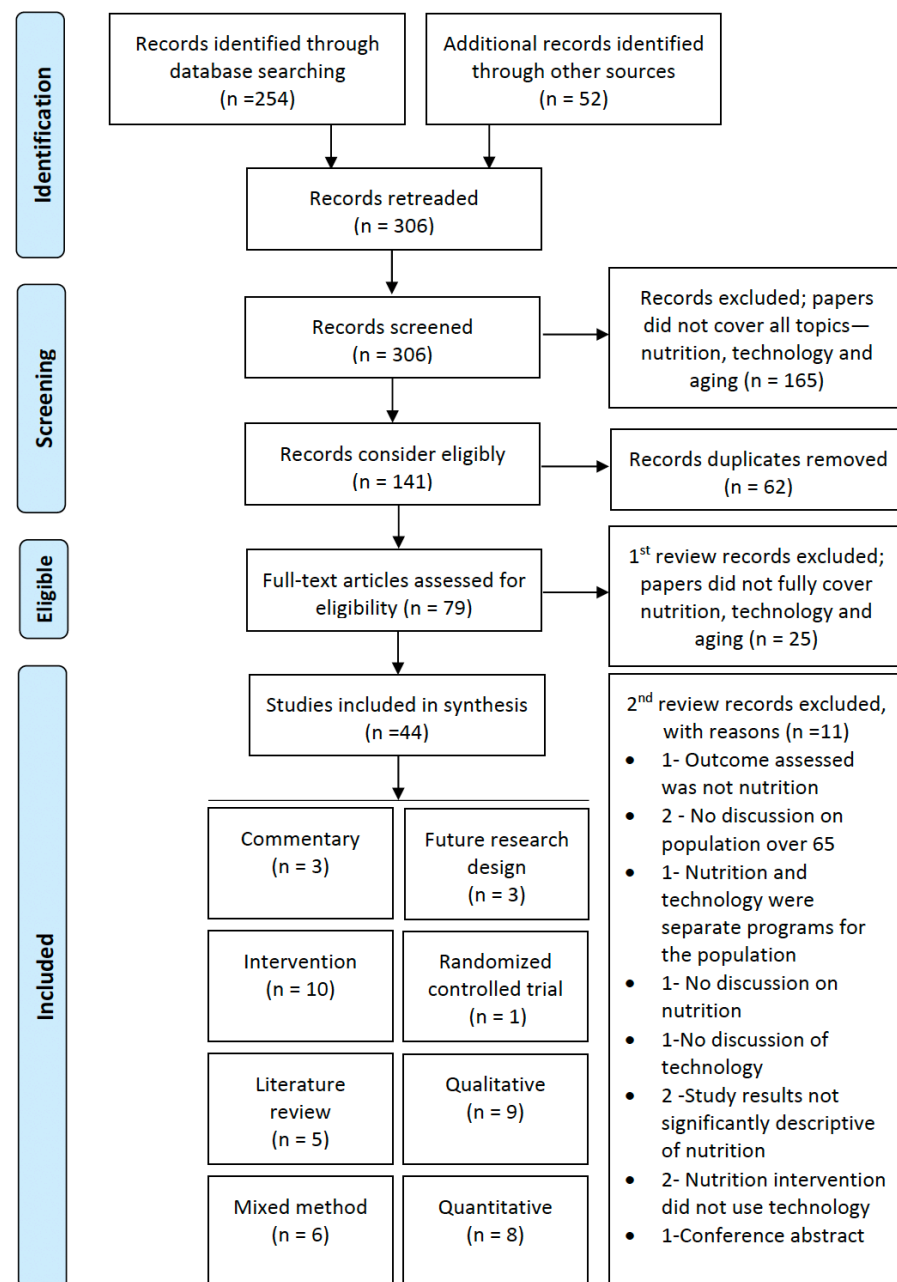 Identification
Records identified through
database searching
(n =254)
Additional records identified
through other sources
(n = 52)
Records retreaded
(n = 306)
Screening
Records screened
(n = 306)
Records excluded; papers
did not cover all topics—
nutrition, technology and
aging (n = 165)
Records consider eligibly
(n = 141)
Records duplicates removed
(n = 62)
Eligible
Full-text articles assessed for
eligibility (n = 79)
1st review records excluded;
papers did not fully cover
nutrition, technology and
aging (n = 25)
Included
Studies included in synthesis
(n =44)
2nd review records excluded,
with reasons (n =11)
• 1- Outcome assessed
was not nutrition
• 2 - No discussion on
population over 65
• 1- Nutrition and
technology were
separate programs for
the population
• 1- No discussion on
nutrition
• 1-No discussion of
technology
• 2 -Study results not
significantly descriptive
of nutrition
• 2- Nutrition intervention
did not use technology
• 1-Conference abstract
Commentary
(n = 3)
Future research
design
(n = 3)
Intervention
(n = 10)
Randomized
controlled trial
(n = 1)
Literature
review
(n = 5)
Qualitative
(n = 9)
Mixed method
(n = 6)
Quantitative
(n = 8)